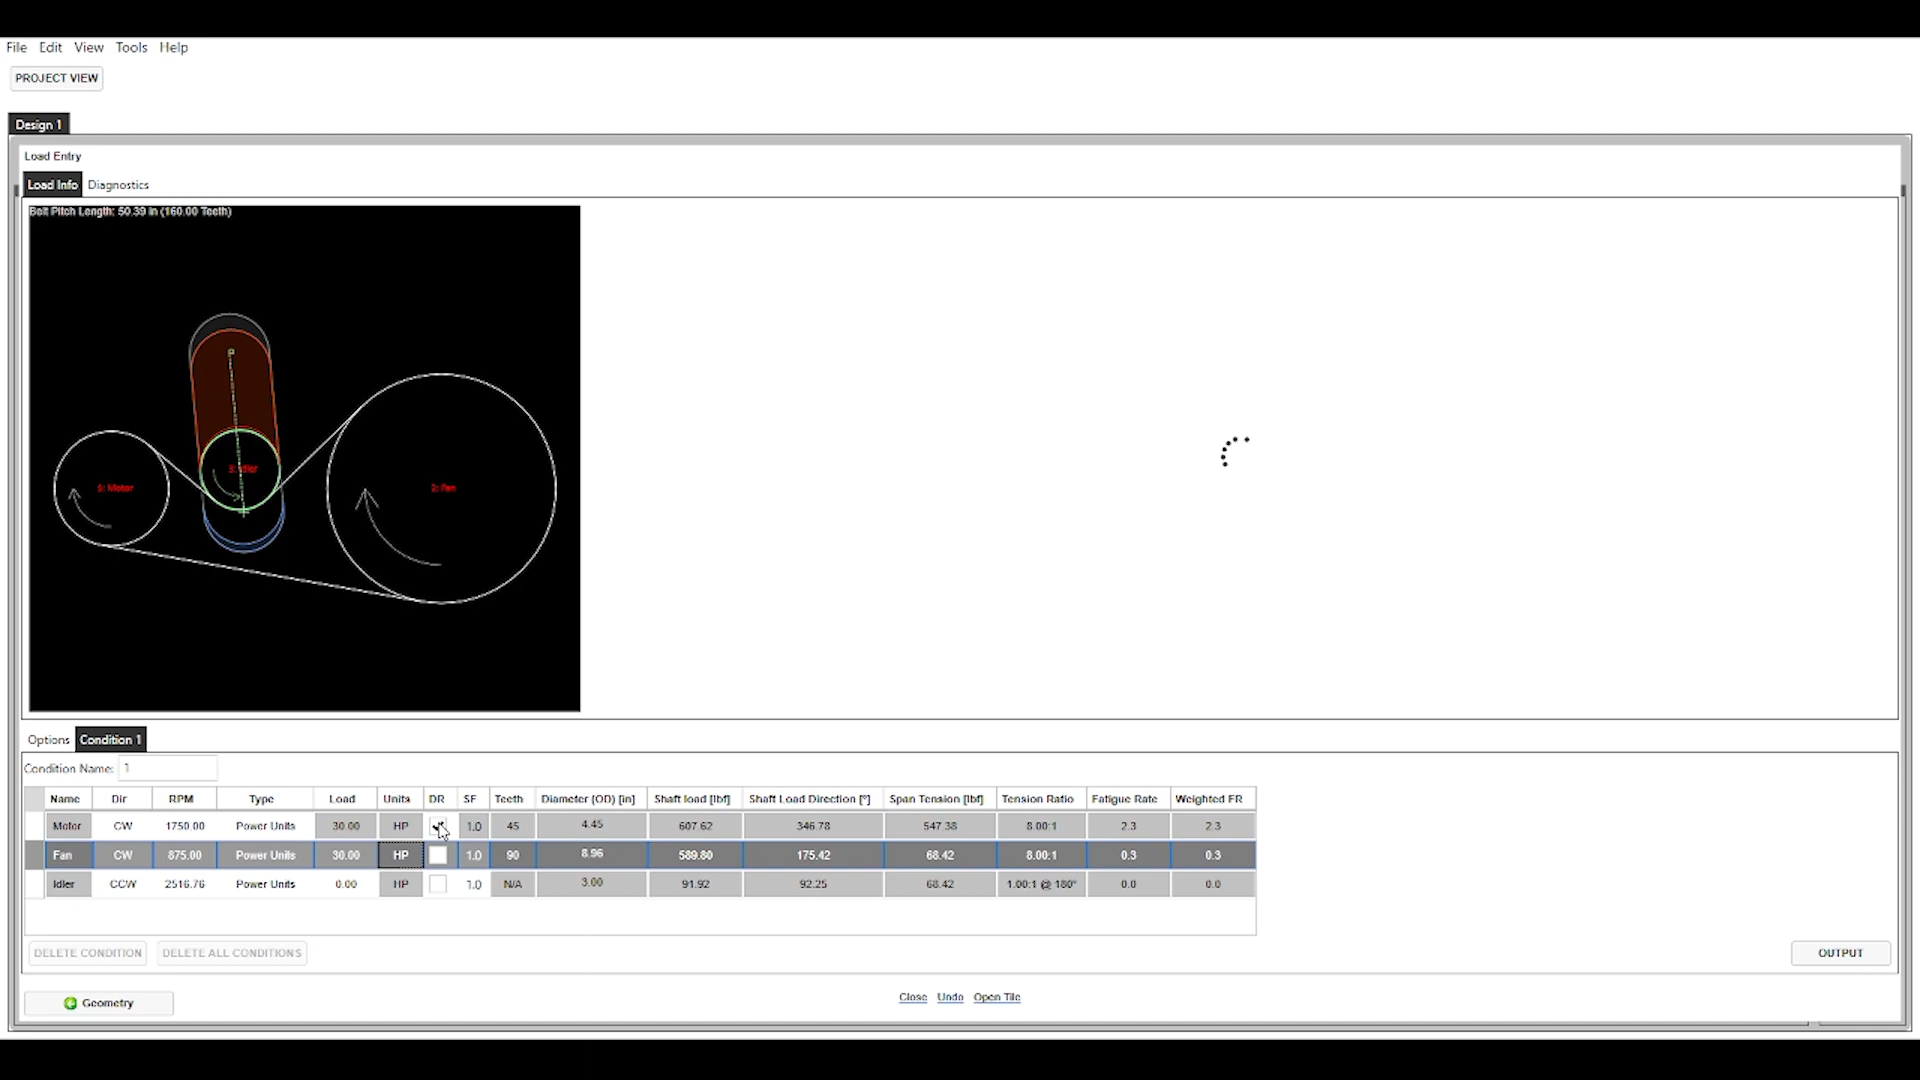 File Edit View Tools Help
PROJECT VIEW
Design 1
Load Entry
Load Info Diagnostics
Belt Pitch Length: 50.39 in (160.00 Teeth)
3: Idler
1: Motor
2: Fan
Options Condition 1
Condition Name: 1
Name Dir RPM Type Load Units DR SF Teeth Diameter (OD) [in] Shaft load [lbf] Shaft Load Direction [°] Span Tension [lbf] Tension Ratio Fatigue Rate Weighted FR
Motor CW 1750.00 Power Units 30.00 HP 1.0 45 4.45 607.62 346.78 547.38 8.00:1 2.3 2.3
Fan CW 875.00 Power Units 30.00 HP 1.0 90 8.96 589.80 175.42 68.42 8.00:1 0.3 0.3
Idler CCW 2516.76 Power Units 0.00 HP 1.0 N/A 3.00 91.92 92.25 68.42 1.00:1 @ 180° 0.0 0.0
DELETE CONDITION DELETE ALL CONDITIONS OUTPUT
Geometry Close Undo Open Tile